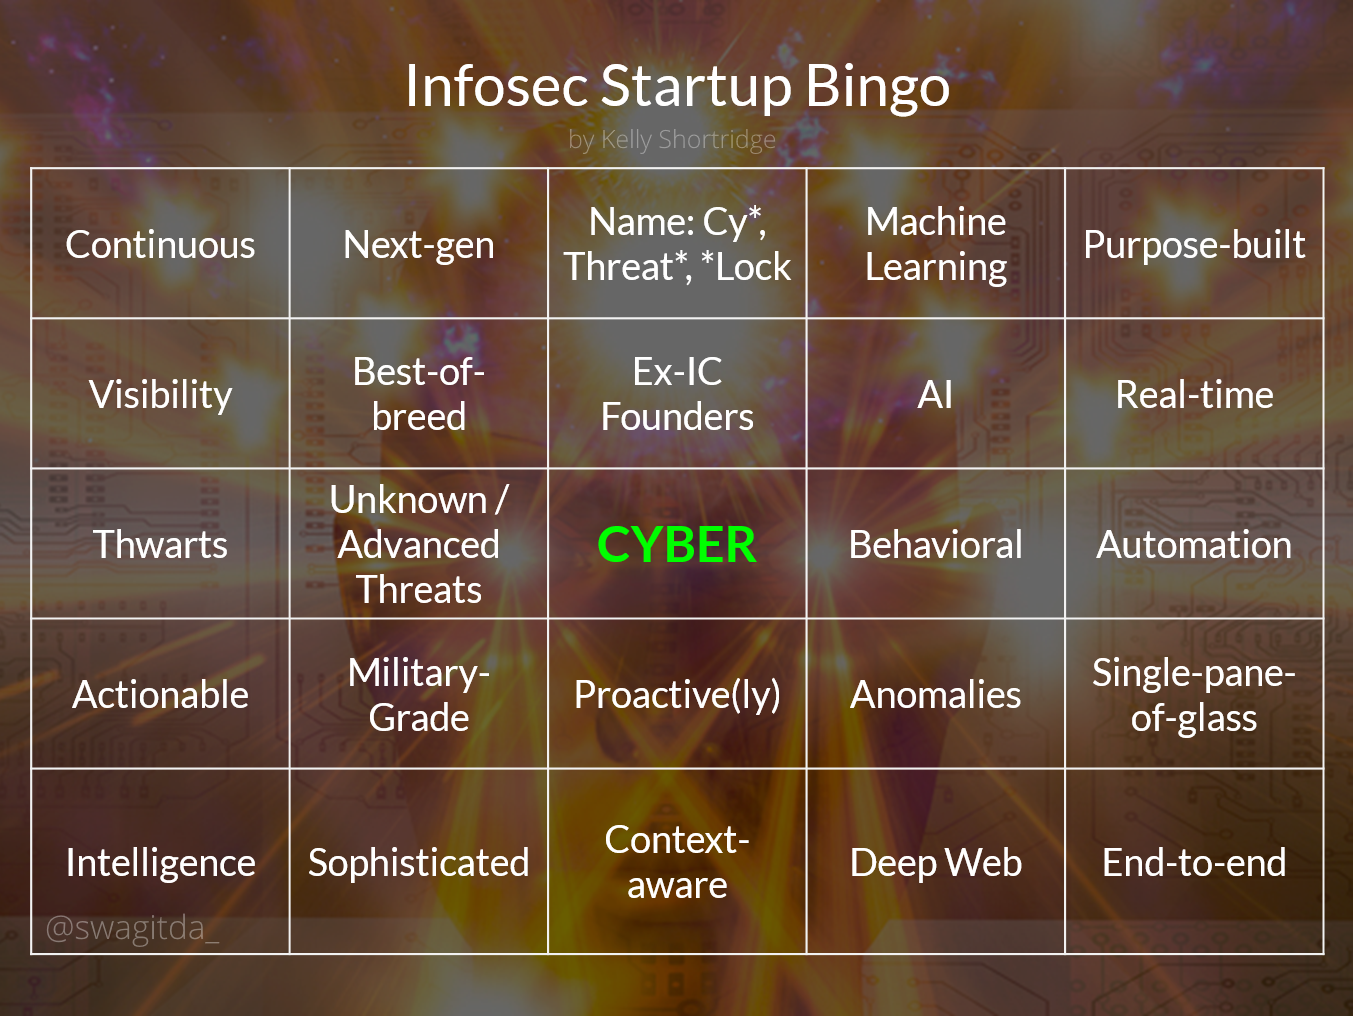 Infosec Startup Bingo
by Kelly Shortridge
Continuous
Next-gen
Name: Cy*,
Threat*, *Lock
Machine
Learning
Purpose-built
Visibility
Best-of-
breed
Ex-IC
Founders
AI
Real-time
Thwarts
Unknown /
Advanced
Threats
CYBER
Behavioral
Automation
Actionable
Military-
Grade
Proactive(ly)
Anomalies
Single-pane-
of-glass
Intelligence
Sophisticated
Context-
aware
Deep Web
End-to-end
@swagitda_